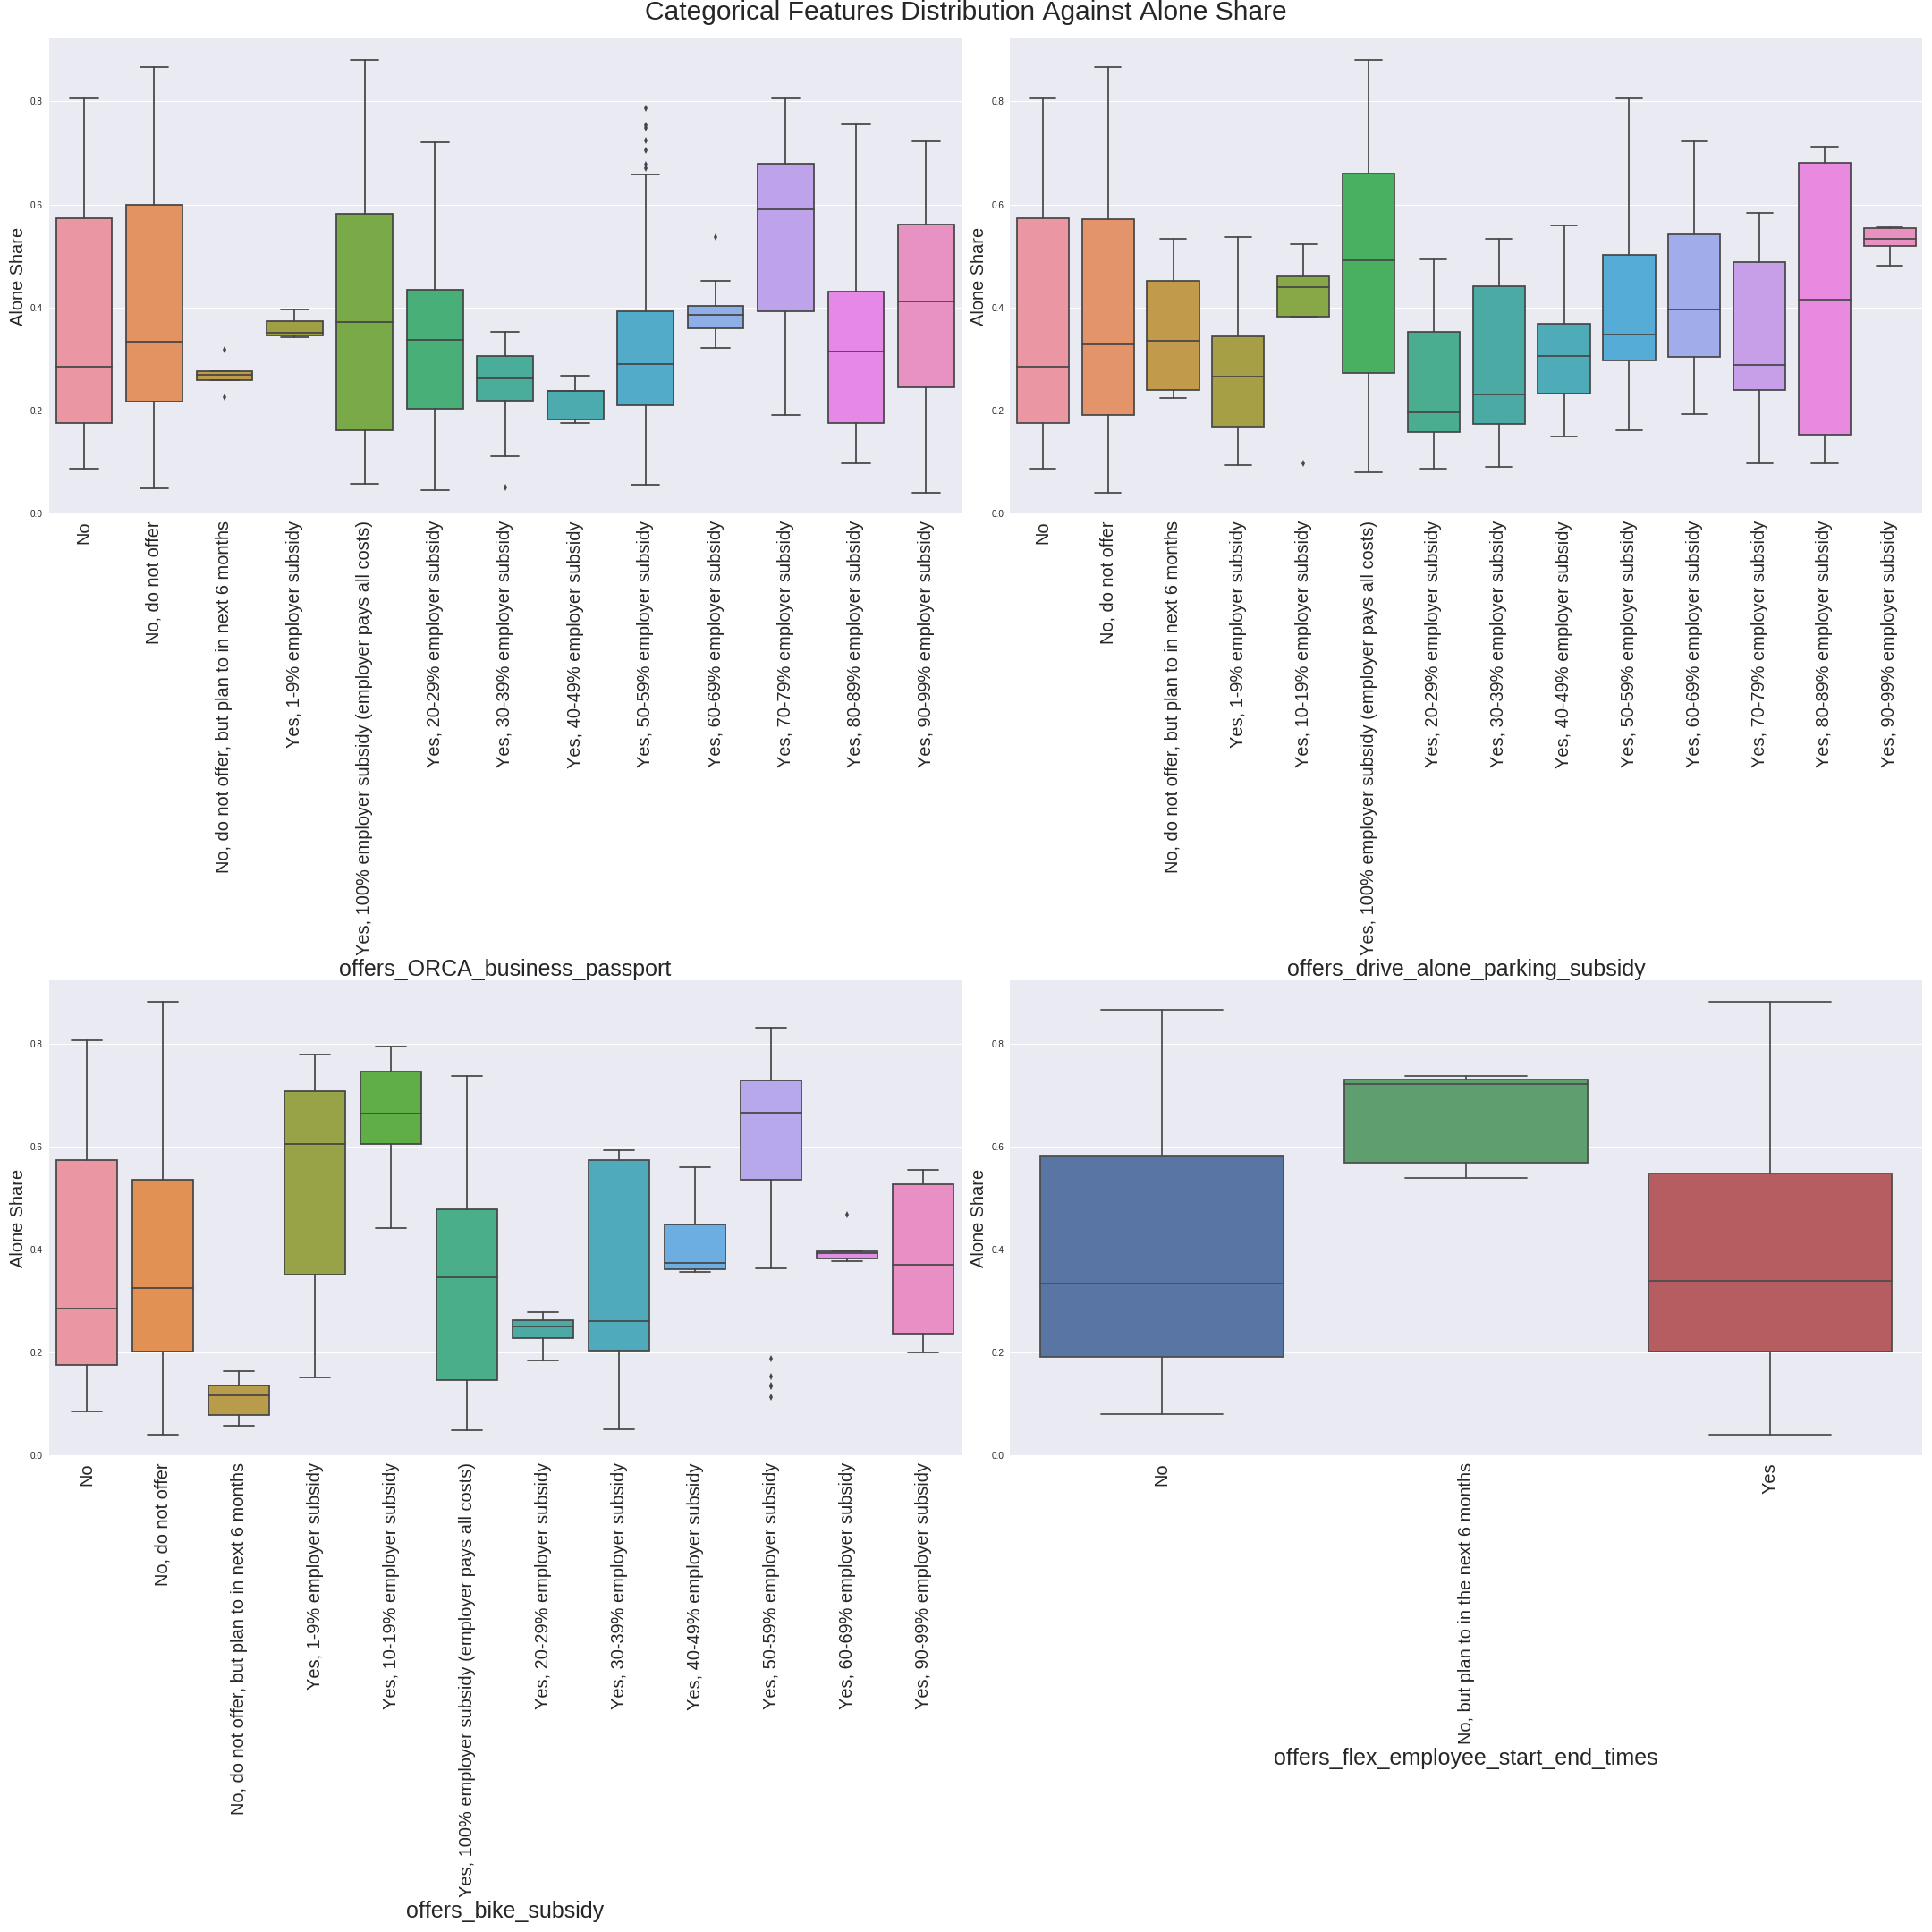 Categorical Features Distribution Against Alone Share
Alone Share
0.8
0.6
0.4
0.2
0.0
No
No, do not offer
No, do not offer, but plan to in next 6 months
Yes, 1-9% employer subsidy
Yes, 100% employer subsidy (employer pays all costs)
Yes, 20-29% employer subsidy
Yes, 30-39% employer subsidy
Yes, 40-49% employer subsidy
Yes, 50-59% employer subsidy
Yes, 60-69% employer subsidy
Yes, 70-79% employer subsidy
Yes, 80-89% employer subsidy
Yes, 90-99% employer subsidy
offers_ORCA_business_passport
Alone Share
0.8
0.6
0.4
0.2
0.0
No
No, do not offer
No, do not offer, but plan to in next 6 months
Yes, 1-9% employer subsidy
Yes, 10-19% employer subsidy
Yes, 100% employer subsidy (employer pays all costs)
Yes, 20-29% employer subsidy
Yes, 30-39% employer subsidy
Yes, 40-49% employer subsidy
Yes, 50-59% employer subsidy
Yes, 60-69% employer subsidy
Yes, 70-79% employer subsidy
Yes, 80-89% employer subsidy
Yes, 90-99% employer subsidy
offers_drive_alone_parking_subsidy
Alone Share
0.8
0.6
0.4
0.2
0.0
No
No, do not offer
No, do not offer, but plan to in next 6 months
Yes, 1-9% employer subsidy
Yes, 10-19% employer subsidy
Yes, 100% employer subsidy (employer pays all costs)
Yes, 20-29% employer subsidy
Yes, 30-39% employer subsidy
Yes, 40-49% employer subsidy
Yes, 50-59% employer subsidy
Yes, 60-69% employer subsidy
Yes, 90-99% employer subsidy
offers_bike_subsidy
Alone Share
0.8
0.6
0.4
0.2
0.0
No
No, but plan to in the next 6 months
Yes
offers_flex_employee_start_end_times